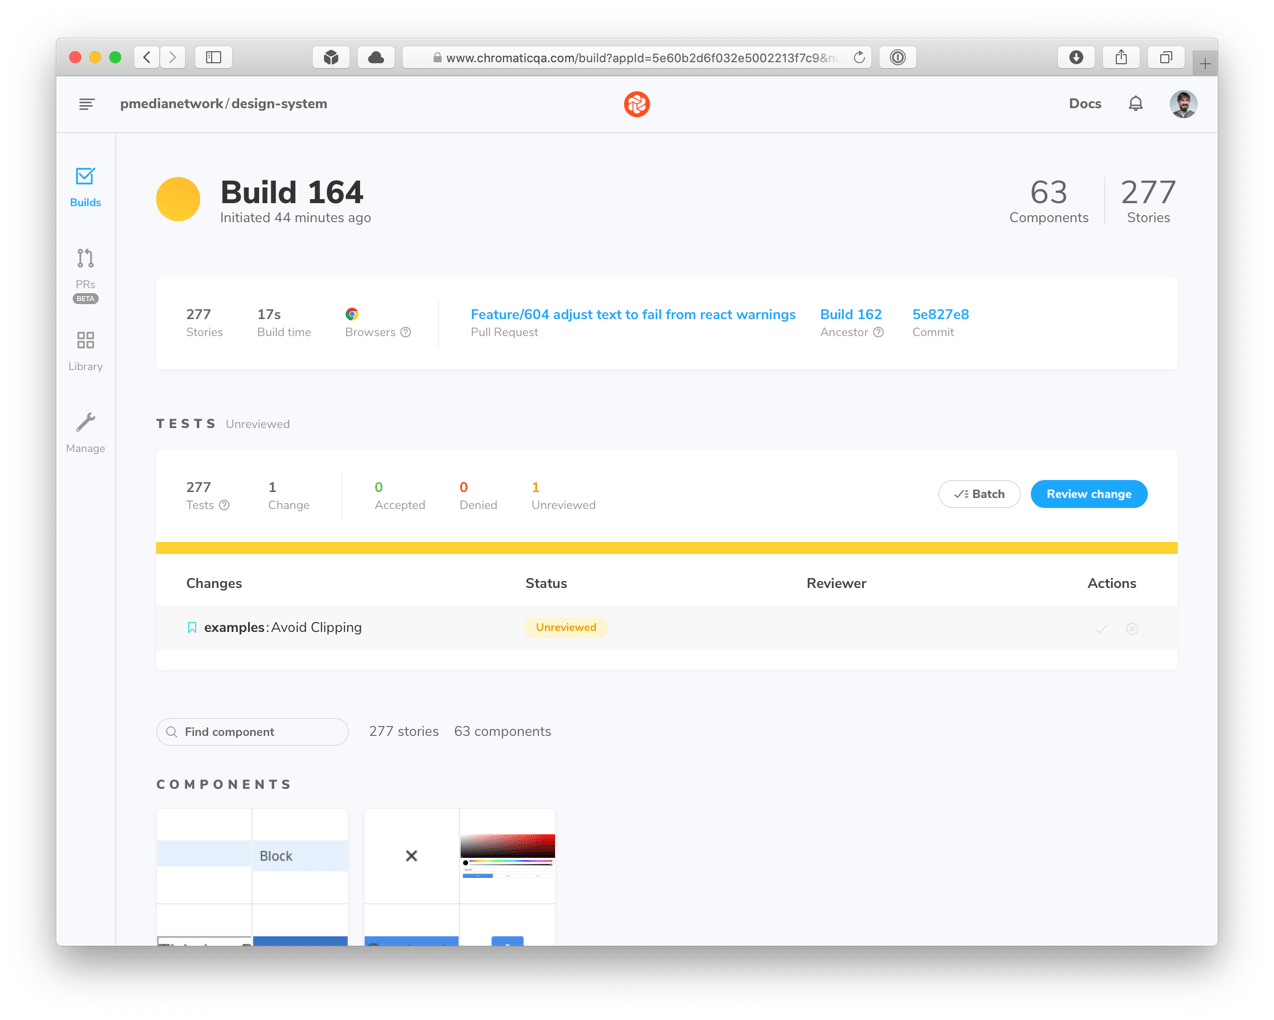 www.chromaticqa.com/build?appId=5e60b2d6f032e5002213f7c9&
pmedianetwork/design-system
Docs
Builds
PRs
BETA
Library
Manage
Build 164
Initiated 44 minutes ago
63
Components
277
Stories
277
Stories
17s
Build time
Browsers
Feature/604 adjust text to fail from react warnings
Pull Request
Build 162
Ancestor
5e827e8
Commit
TESTS Unreviewed
277
Tests
1
Change
0
Accepted
0
Denied
1
Unreviewed
Batch
Review change
Changes Status Reviewer Actions
examples:Avoid Clipping Unreviewed
Find component 277 stories 63 components
COMPONENTS
Block